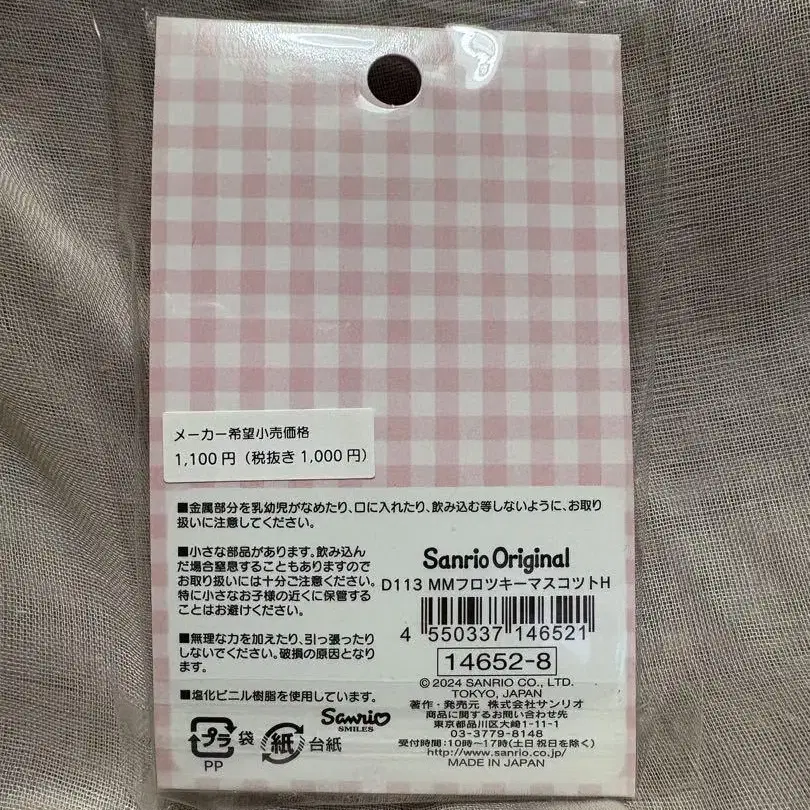 メーカー希望小売価格
1,100円（税抜き1,000円）
■金属部分を乳幼児がなめたり、口に入れたり、飲み込む等しないように、お取り
扱いに注意してください。
■小さな部品があります。飲み込ん
だ場合窒息することもありますので
お取り扱いには十分ご注意ください。
特に小さなお子様の近くに保管する
ことはお避けください。
■無理な力を加えたり、引っ張ったり
しないでください。破損の原因となり
ます。
■塩化ビニル樹脂を使用しています。
プラ 袋
PP
紙 台紙
Sanrio
SMILES
Sanrio Original
D113 MMフロツキーマスコツトH
4 550337 146521
14652-8
© 2024 SANRIO CO., LTD.
TOKYO, JAPAN
著作・発売元 株式会社サンリオ
商品に関するお問い合わせ先
東京都品川区大崎1-11-1
03-3779-8148
受付時間：10時〜17時(土日祝日を除く)
http://www.sanrio.co.jp/
MADE IN JAPAN